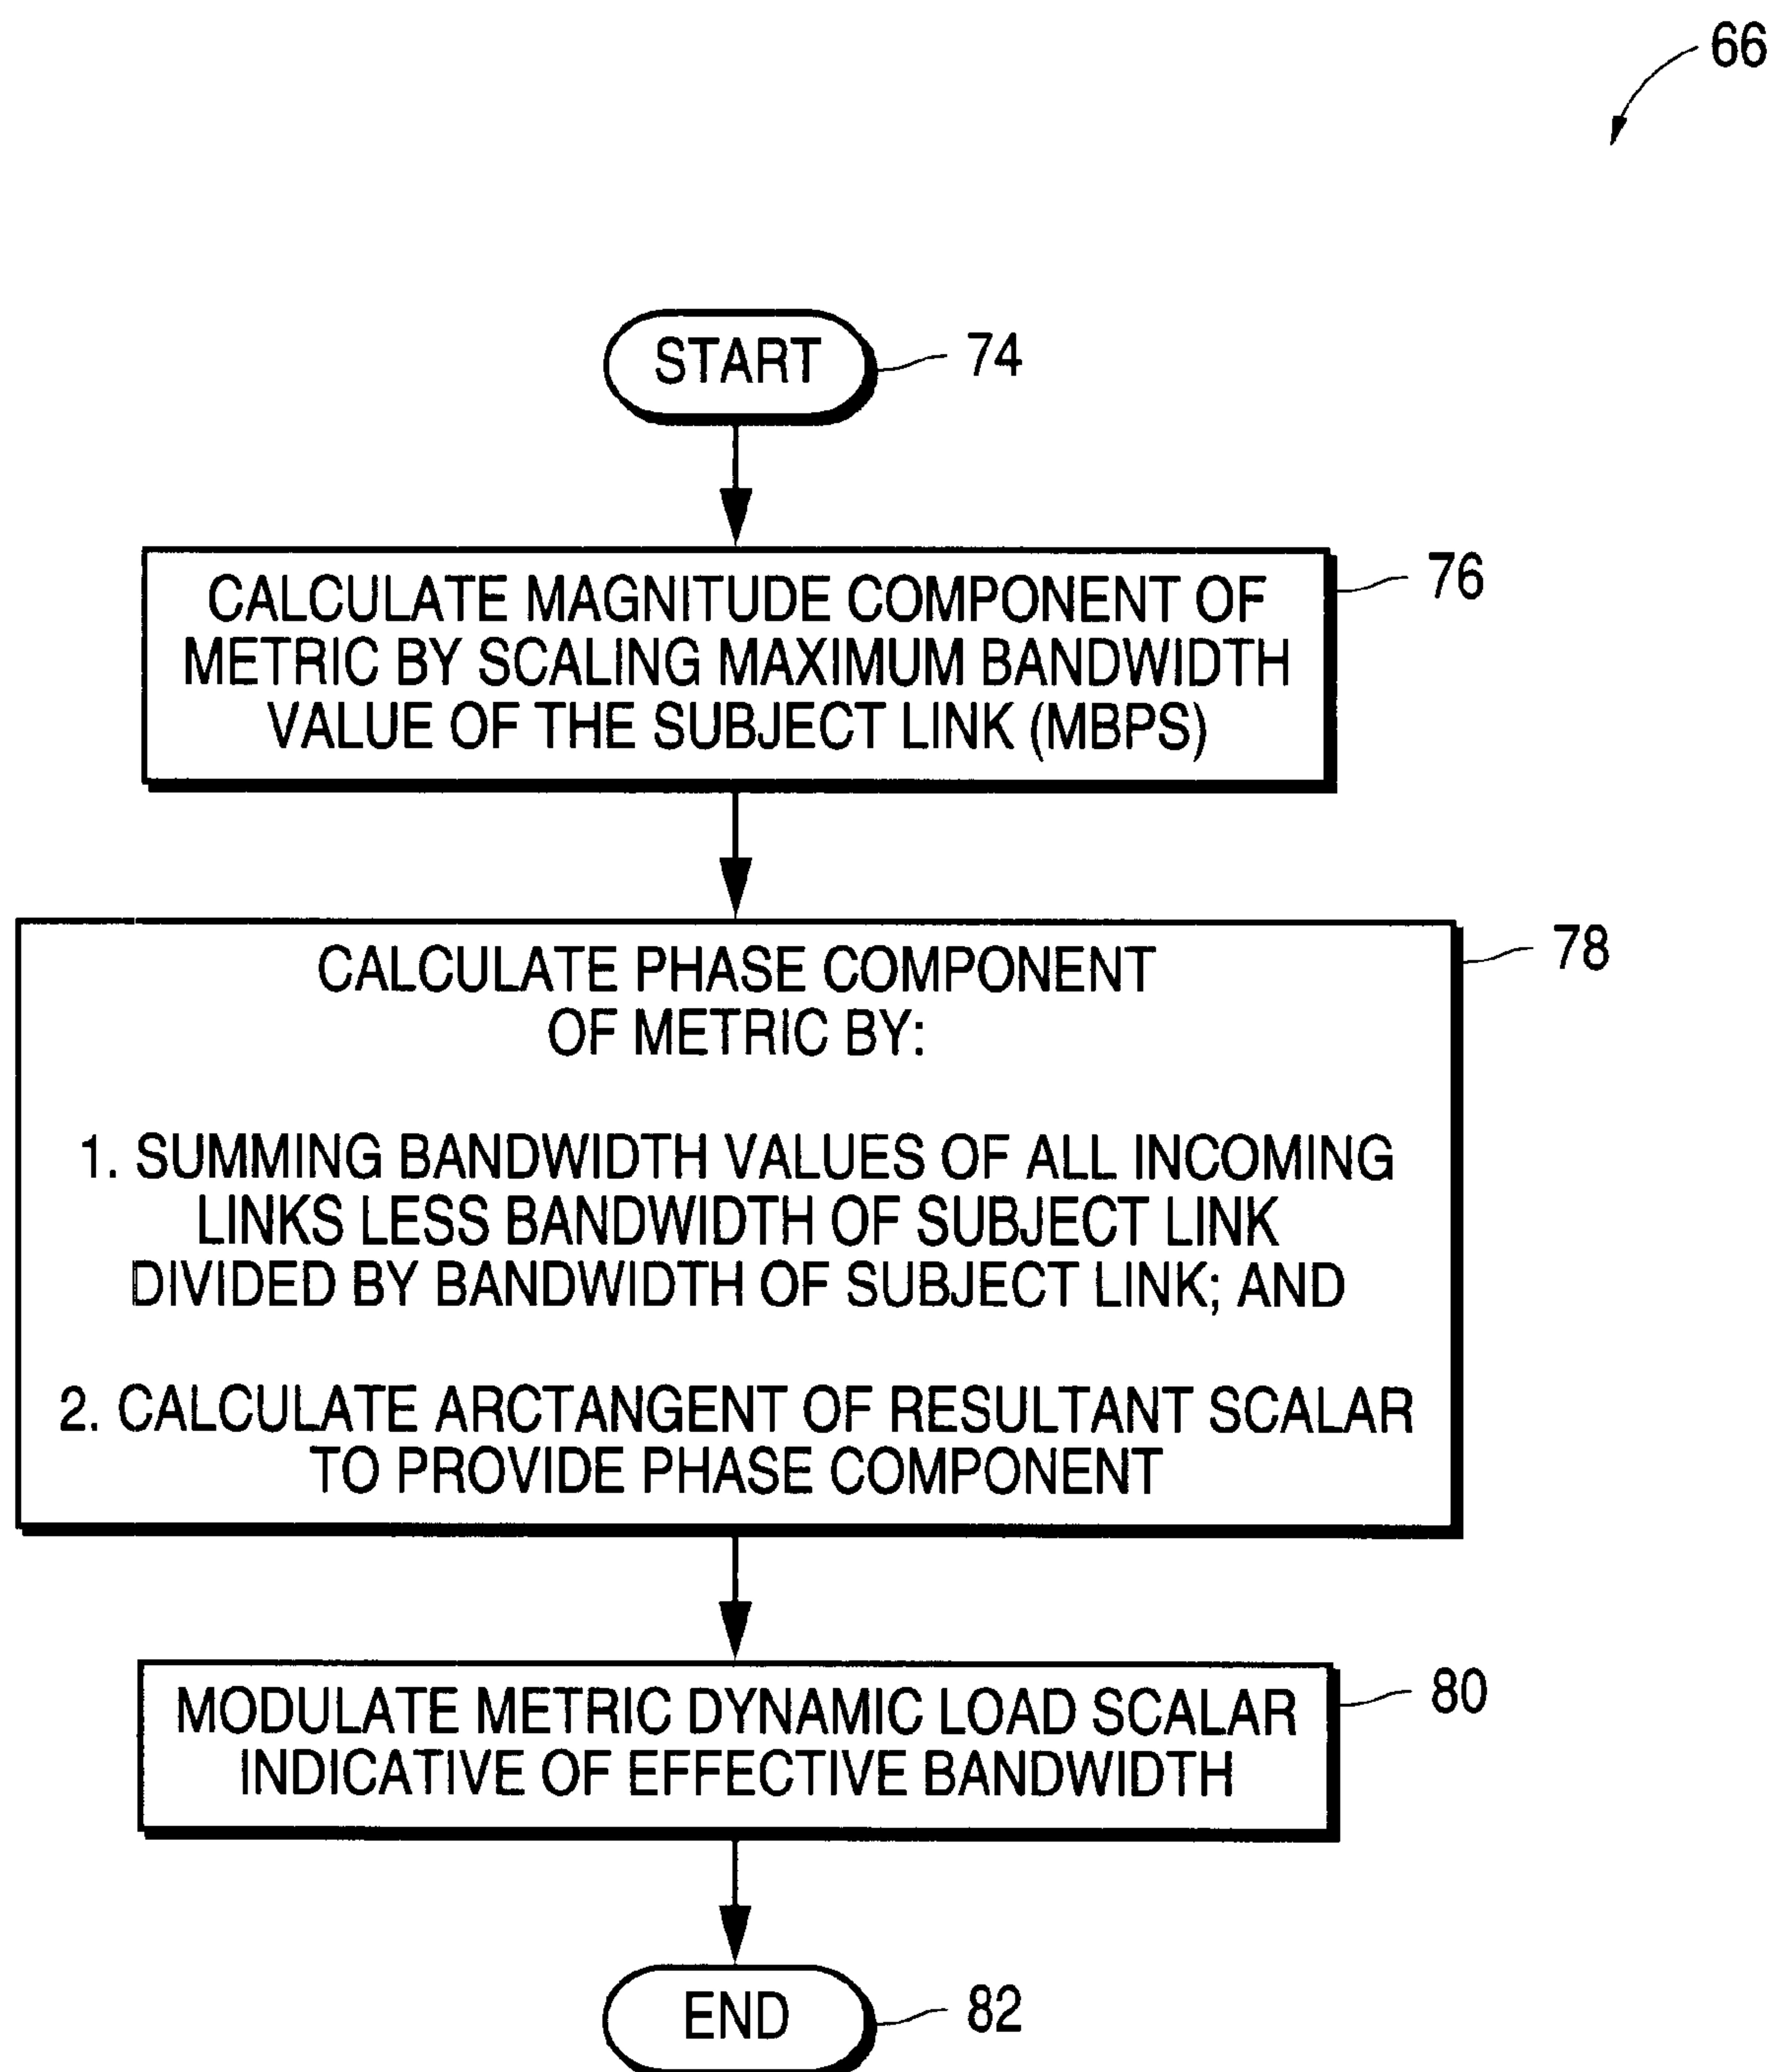 66
START
74
CALCULATE MAGNITUDE COMPONENT OF
METRIC BY SCALING MAXIMUM BANDWIDTH
VALUE OF THE SUBJECT LINK (MBPS)
76
CALCULATE PHASE COMPONENT
OF METRIC BY:
78
1. SUMMING BANDWIDTH VALUES OF ALL INCOMING
LINKS LESS BANDWIDTH OF SUBJECT LINK
DIVIDED BY BANDWIDTH OF SUBJECT LINK; AND
2. CALCULATE ARCTANGENT OF RESULTANT SCALAR
TO PROVIDE PHASE COMPONENT
MODULATE METRIC DYNAMIC LOAD SCALAR
INDICATIVE OF EFFECTIVE BANDWIDTH
80
END
82